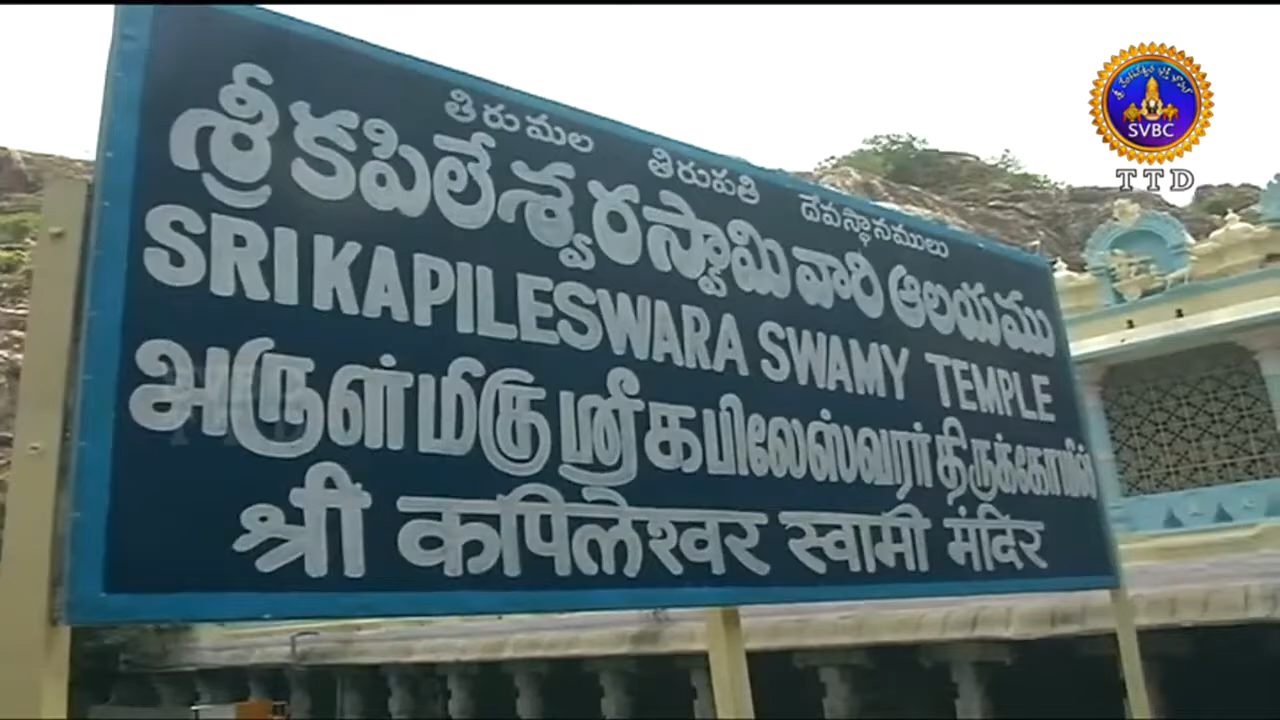 తిరుమల తిరుపతి దేవస్థానములు
శ్రీ కపిలేశ్వరస్వామి వారి ఆలయము
SRI KAPILESWARA SWAMY TEMPLE
அருள்மிகு ஸ்ரீ கபிலேஸ்வரர் திருக்கோயில்
श्री कपिलेश्वर स्वामी मंदिर
SVBC
TTD